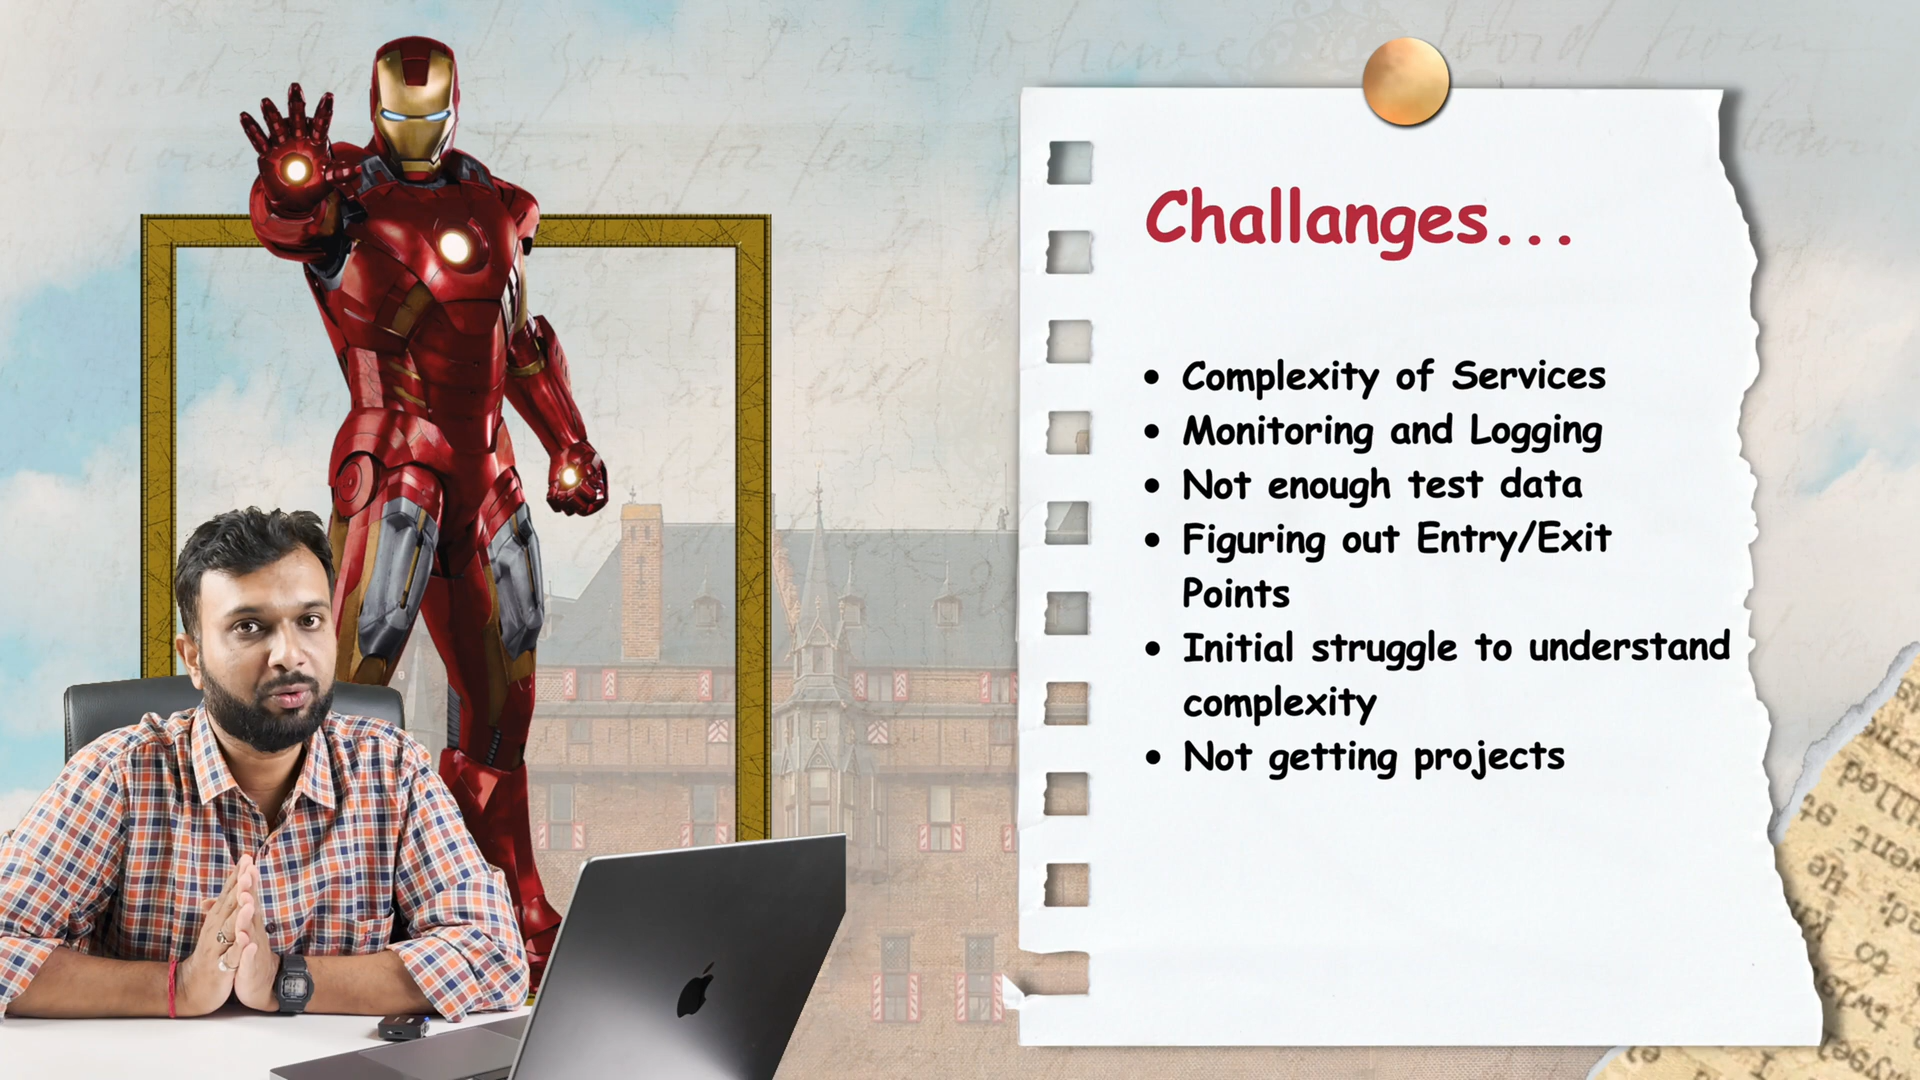 Challanges...
• Complexity of Services
• Monitoring and Logging
• Not enough test data
• Figuring out Entry/Exit
Points
• Initial struggle to understand
complexity
• Not getting projects